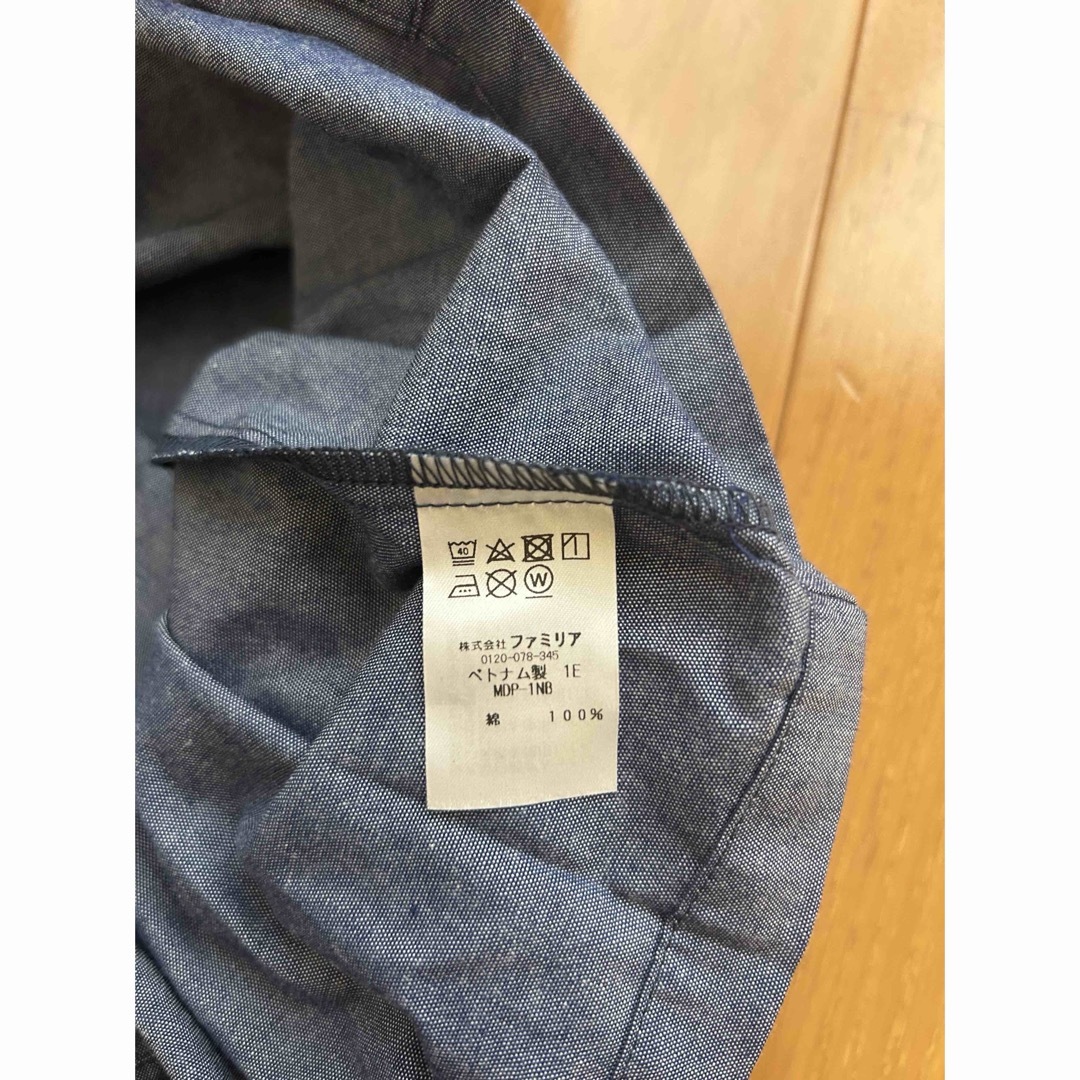 40
W
株式会社 ファミリア
0120-078-345
ベトナム製 1E
MDP-1NB
綿 100%